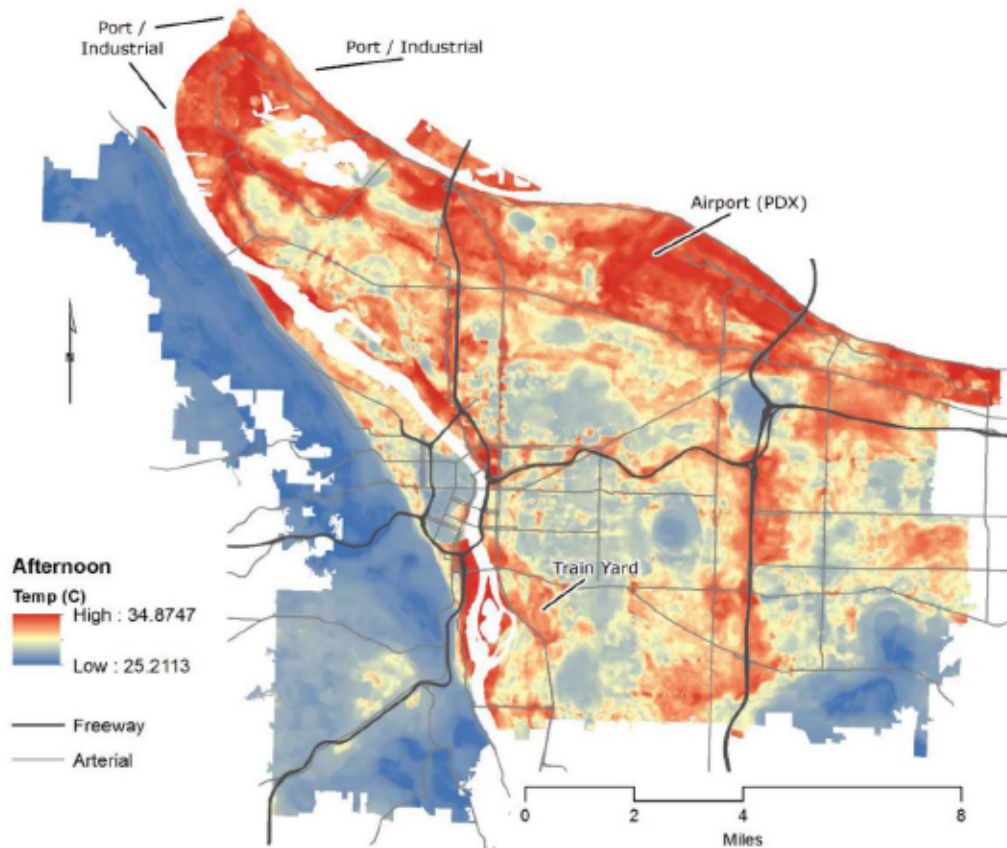 Port /
Industrial
Port / Industrial
Airport (PDX)
Train Yard
Afternoon
Temp (C)
High : 34.8747
Low : 25.2113
Freeway
Arterial
0 2 4 8
Miles